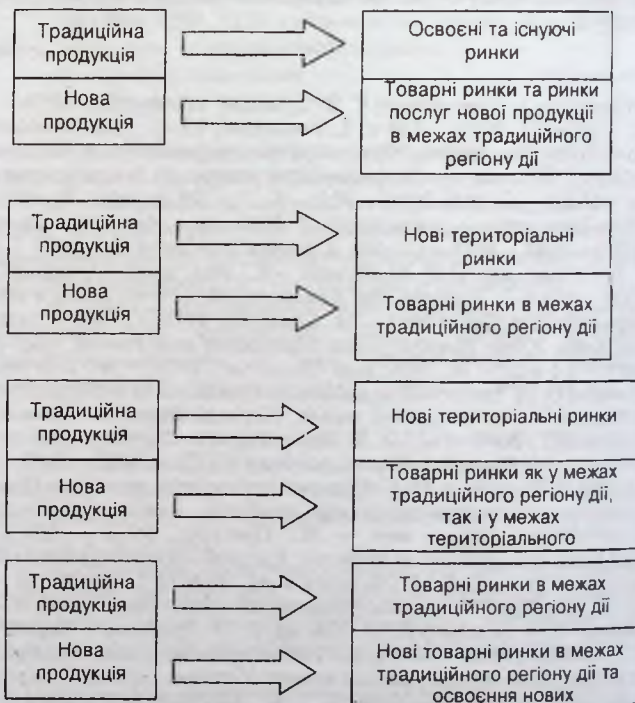 Традиційна
продукція
Освоєні та існуючі
ринки
Нова
продукція
Товарні ринки та ринки
послуг нової продукції
в межах традиційного
регіону дії
Традиційна
продукція
Нові територіальні
ринки
Нова
продукція
Товарні ринки в межах
традиційного регіону дії
Традиційна
продукція
Нові територіальні ринки
Нова
продукція
Товарні ринки як у межах
традиційного регіону дії,
так і у межах
територіального
Традиційна
продукція
Товарні ринки в межах
традиційного регіону дії
Нова
продукція
Нові товарні ринки в межах
традиційного регіону дії та
освоєння нових